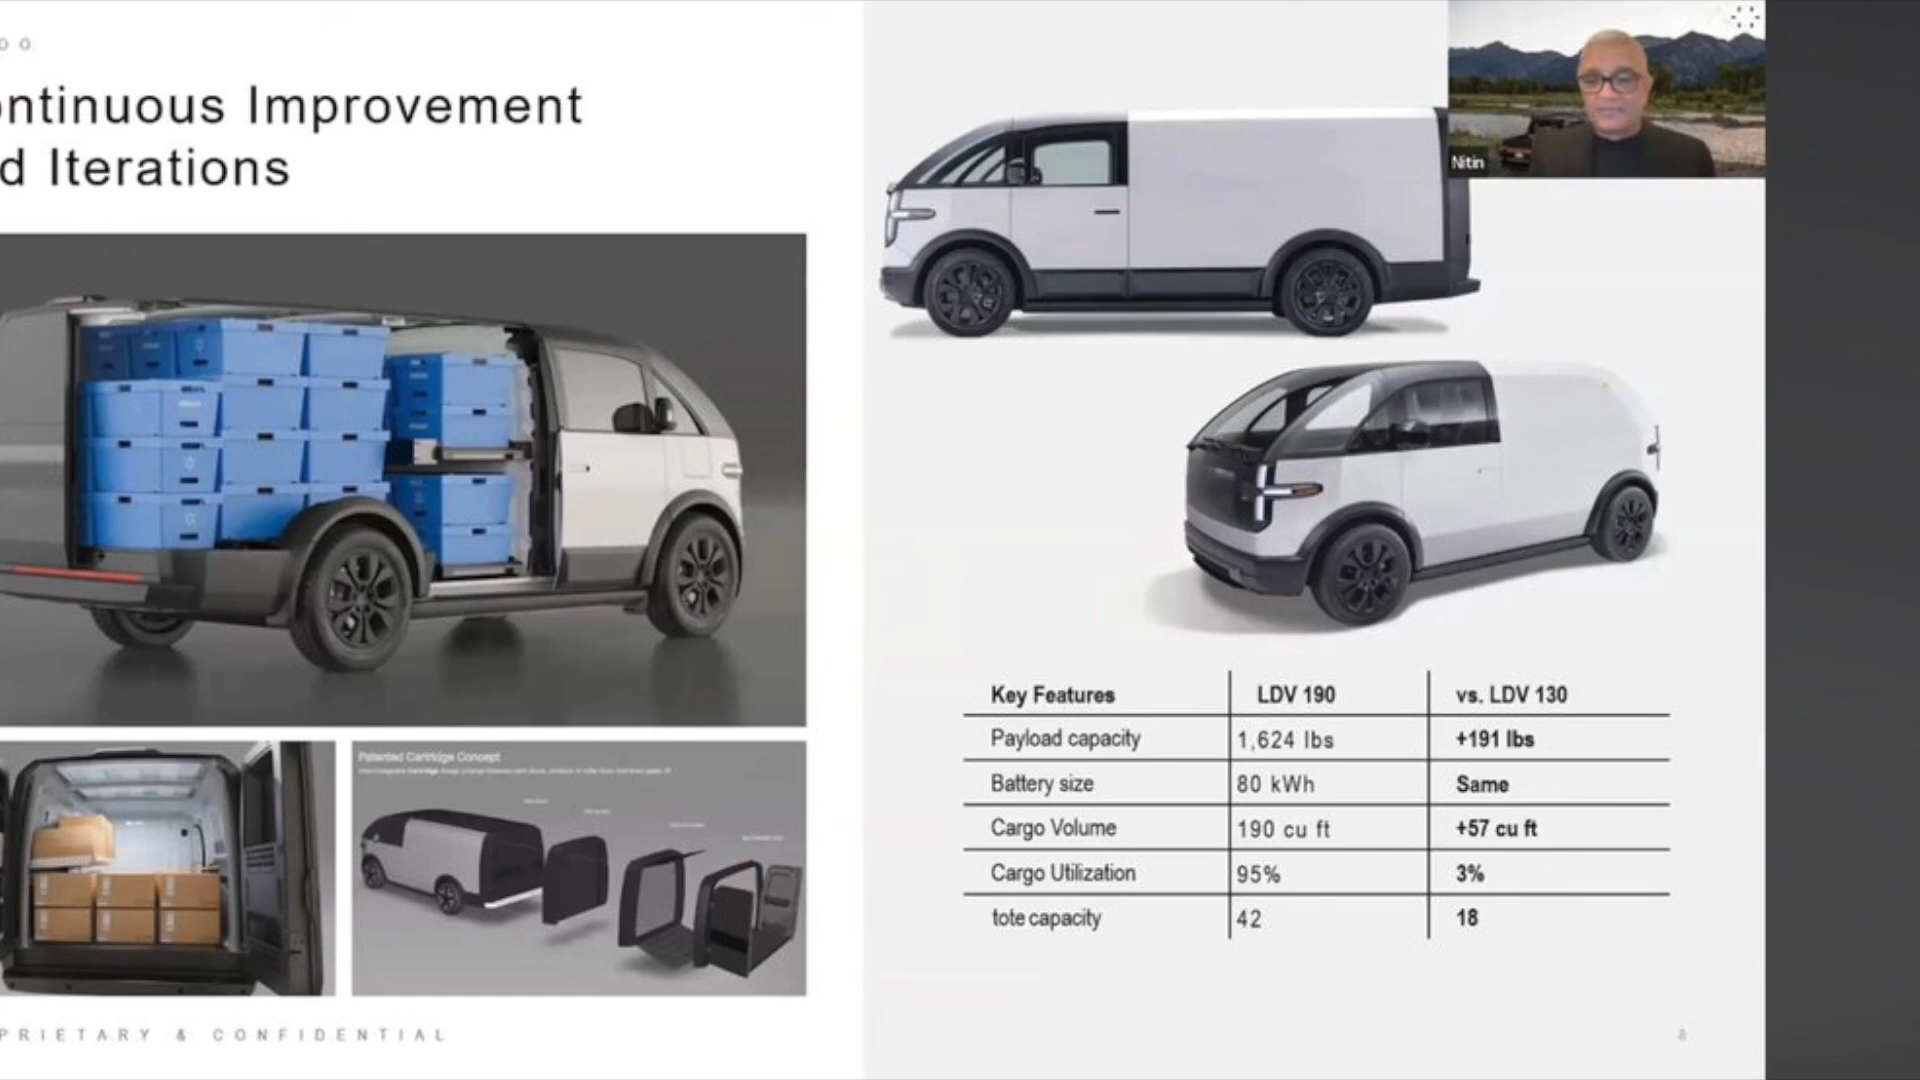 OO
ontinuous Improvement
d Iterations
Nitin
Patented Cartridge Concept
Key Features LDV 190 vs. LDV 130
Payload capacity 1,624 lbs +191 lbs
Battery size 80 kWh Same
Cargo Volume 190 cu ft +57 cu ft
Cargo Utilization 95% 3%
tote capacity 42 18
PRIETARY & CONFIDENTIAL
8